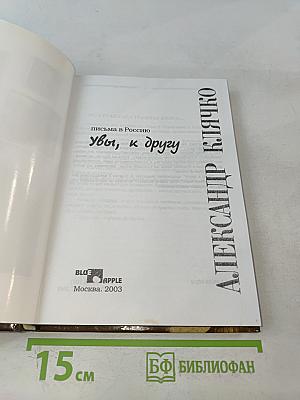 письма в Россию
Увы, к другу
АЛЕКСАНДР КЛЯЧКО
BLUE APPLE
Москва. 2003
15 см
БФ БИБЛИОФАН